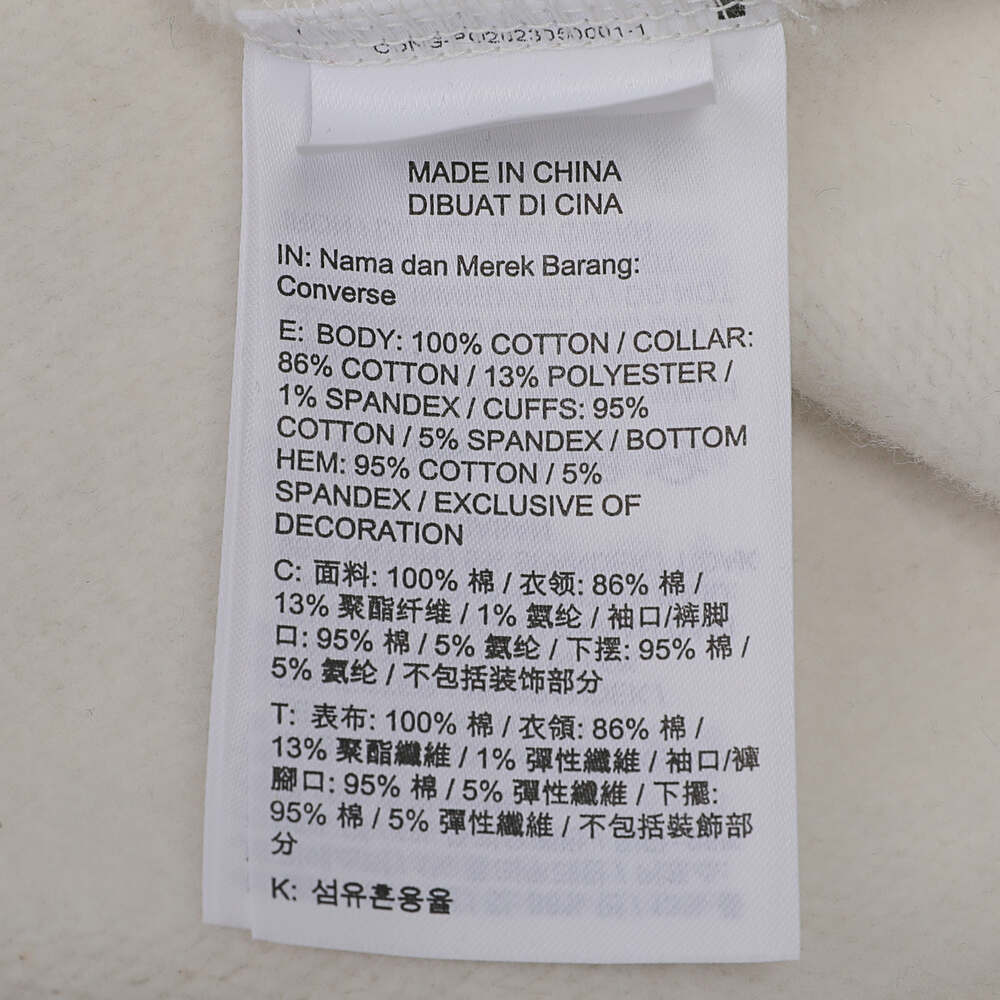 MADE IN CHINA
DIBUAT DI CINA
IN: Nama dan Merek Barang:
Converse
E: BODY: 100% COTTON / COLLAR:
86% COTTON / 13% POLYESTER /
1% SPANDEX / CUFFS: 95%
COTTON / 5% SPANDEX / BOTTOM
HEM: 95% COTTON / 5%
SPANDEX / EXCLUSIVE OF
DECORATION
C: 面料: 100% 棉 / 衣领: 86% 棉 /
13% 聚酯纤维 / 1% 氨纶 / 袖口/裤脚
口: 95% 棉 / 5% 氨纶 / 下摆: 95% 棉 /
5% 氨纶 / 不包括装饰部分
T: 表布: 100% 棉 / 衣領: 86% 棉 /
13% 聚酯纖維 / 1% 彈性纖維 / 袖口/褲
腳口: 95% 棉 / 5% 彈性纖維 / 下擺:
95% 棉 / 5% 彈性纖維 / 不包括裝飾部
分
K: 섬유혼용율